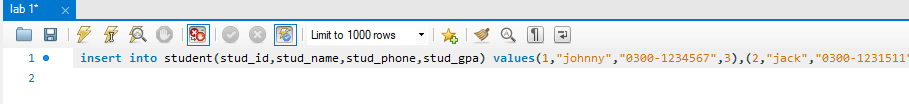 lab 1*
Limit to 1000 rows
1 insert into student(stud_id,stud_name,stud_phone,stud_gpa) values(1,"johnny","0300-1234567",3),(2,"jack","0300-1231511"
2